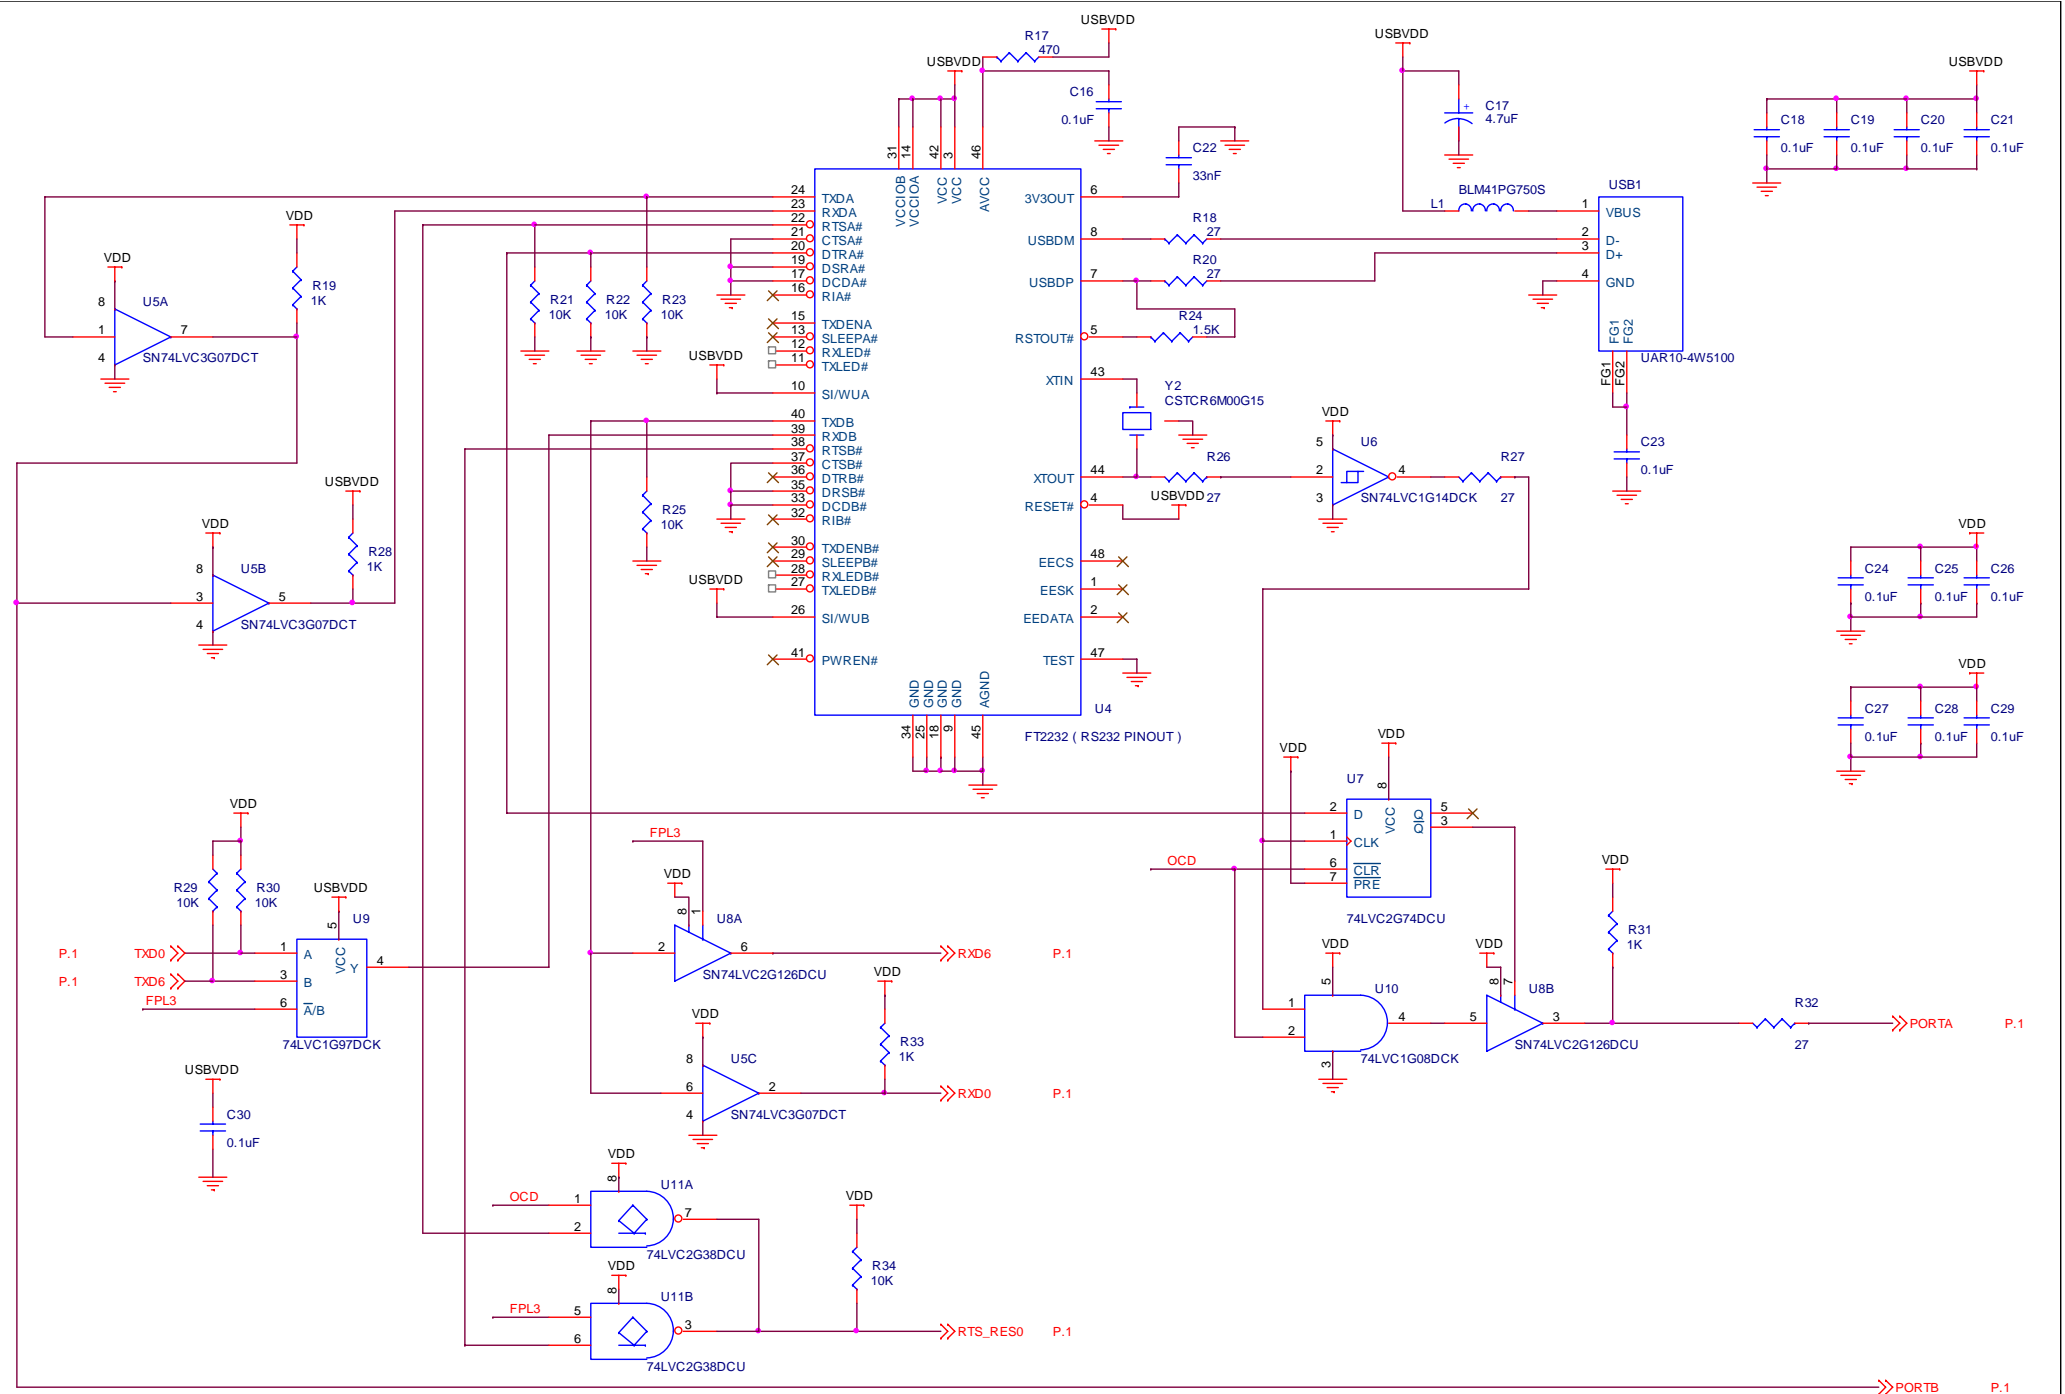 USBVDD
R17
470
USBVDD
USBVDD
USBVDD
C16
0.1uF
C17
4.7uF
+
C18
0.1uF
C19
0.1uF
C20
0.1uF
C21
0.1uF
C22
33nF
31
14
42
3
46
VCCIOB
VCCIOA
VCC
VCC
AVCC
24 TXDA
23 RXDA
22 RTSA#
21 CTSA#
20 DTRA#
19 DSRA#
17 DCDA#
16 RIA#
15 TXDENA
13 SLEEPA#
12 RXLED#
11 TXLED#
10 SI/WUA
40 TXDB
39 RXDB
38 RTSB#
37 CTSB#
36 DTRB#
35 DRSB#
33 DCDB#
32 RIB#
30 TXDENB#
29 SLEEPB#
28 RXLEDB#
27 TXLEDB#
26 SI/WUB
41 PWREN#
3V3OUT 6
USBDM 8
USBDP 7
RSTOUT# 5
XTIN 43
XTOUT 44
RESET# 4
EECS 48
EESK 1
EEDATA 2
TEST 47
GND
GND
GND
GND
AGND
34
25
18
9
45
U4
FT2232 ( RS232 PINOUT )
USBVDD
USBVDD
R18
27
R20
27
R24
1.5K
Y2
CSTCR6M00G15
R26
27
USBVDD
BLM41PG750S
L1
USB1
1 VBUS
2 D-
3 D+
4 GND
FG1
FG2
FG1
FG2
UAR10-4W5100
C23
0.1uF
VDD
5
U6
2
4
3
SN74LVC1G14DCK
R27
27
VDD
R19
1K
VDD
8
U5A
1
7
4
SN74LVC3G07DCT
R21
10K
R22
10K
R23
10K
R25
10K
USBVDD
R28
1K
VDD
8
U5B
3
5
4
SN74LVC3G07DCT
VDD
C24
0.1uF
C25
0.1uF
C26
0.1uF
VDD
C27
0.1uF
C28
0.1uF
C29
0.1uF
VDD
VDD
U7
8
2 D
VCC
1 CLK
6 CLR
7 PRE
5 Q
3 Q
74LVC2G74DCU
OCD
VDD
R29
10K
R30
10K
USBVDD
5
U9
P.1
TXD0
1 A
VCC
Y 4
P.1
TXD6
3 B
FPL3
6 A/B
74LVC1G97DCK
USBVDD
C30
0.1uF
FPL3
VDD
8
1
U8A
2
6
SN74LVC2G126DCU
RXD6
P.1
VDD
8
U5C
6
2
4
SN74LVC3G07DCT
VDD
R33
1K
RXD0
P.1
VDD
5
U10
1
2
4
3
74LVC1G08DCK
VDD
8
7
U8B
5
3
SN74LVC2G126DCU
VDD
R31
1K
R32
27
PORTA
P.1
VDD
8
U11A
OCD
1
2
7
74LVC2G38DCU
VDD
8
U11B
FPL3
5
6
3
74LVC2G38DCU
VDD
R34
10K
RTS_RES0
P.1
PORTB
P.1